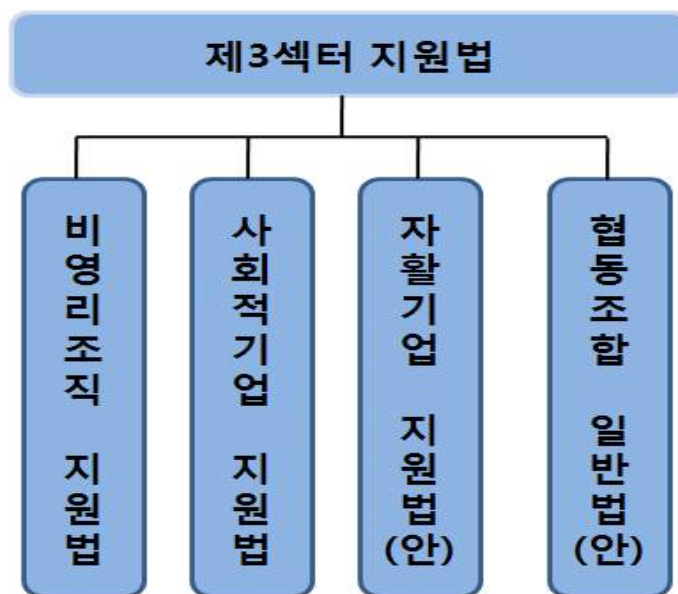 제3섹터 지원법
비영리조직 지원법
사회적기업 지원법
자활기업 지원법(안)
협동조합 일반법(안)